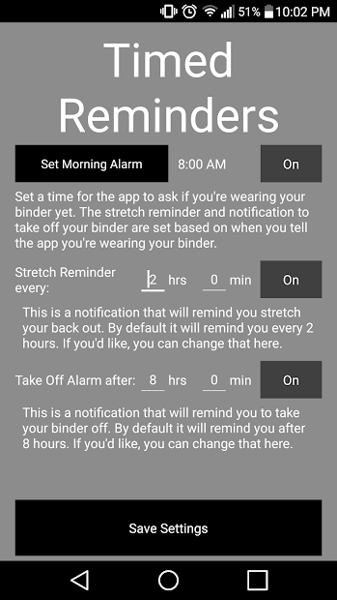 51% 10:02 PM
Timed
Reminders
Set Morning Alarm 8:00 AM On
Set a time for the app to ask if you're wearing your
binder yet. The stretch reminder and notification to
take off your binder are set based on when you tell
the app you're wearing your binder.
Stretch Reminder
every: 2 hrs 0 min On
This is a notification that will remind you stretch
your back out. By default it will remind you every 2
hours. If you'd like, you can change that here.
Take Off Alarm after: 8 hrs 0 min On
This is a notification that will remind you to take
your binder off. By default it will remind you after
8 hours. If you'd like, you can change that here.
Save Settings